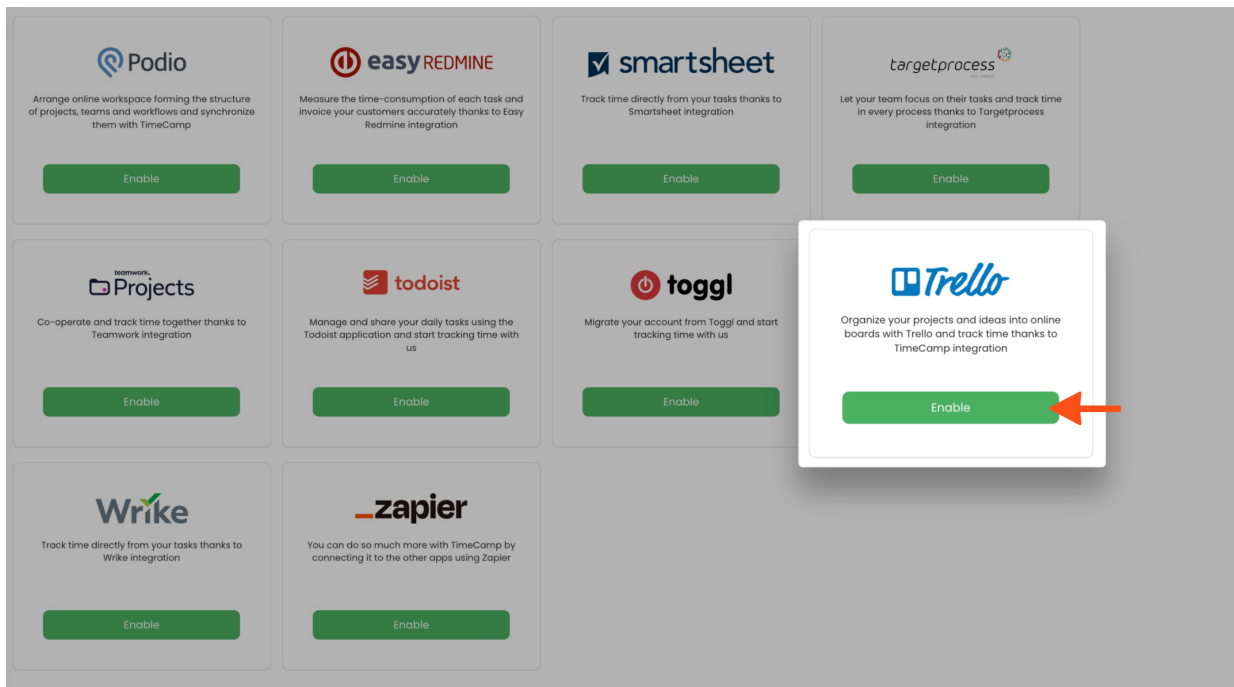 Podio
Arrange online workspace forming the structure
of projects, teams and workflows and synchronize
them with TimeCamp
Enable
easy REDMINE
Measure the time-consumption of each task and
invoice your customers accurately thanks to Easy
Redmine integration
Enable
smartsheet
Track time directly from your tasks thanks to
Smartsheet integration
Enable
targetprocess
Let your team focus on their tasks and track time
in every process thanks to Targetprocess
integration
Enable
teamwork.
Projects
Co-operate and track time together thanks to
Teamwork integration
Enable
todoist
Manage and share your daily tasks using the
Todoist application and start tracking time with
us
Enable
toggl
Migrate your account from Toggl and start
tracking time with us
Enable
Trello
Organize your projects and ideas into online
boards with Trello and track time thanks to
TimeCamp integration
Enable
Wrike
Track time directly from your tasks thanks to
Wrike integration
Enable
_zapier
You can do so much more with TimeCamp by
connecting it to the other apps using Zapier
Enable